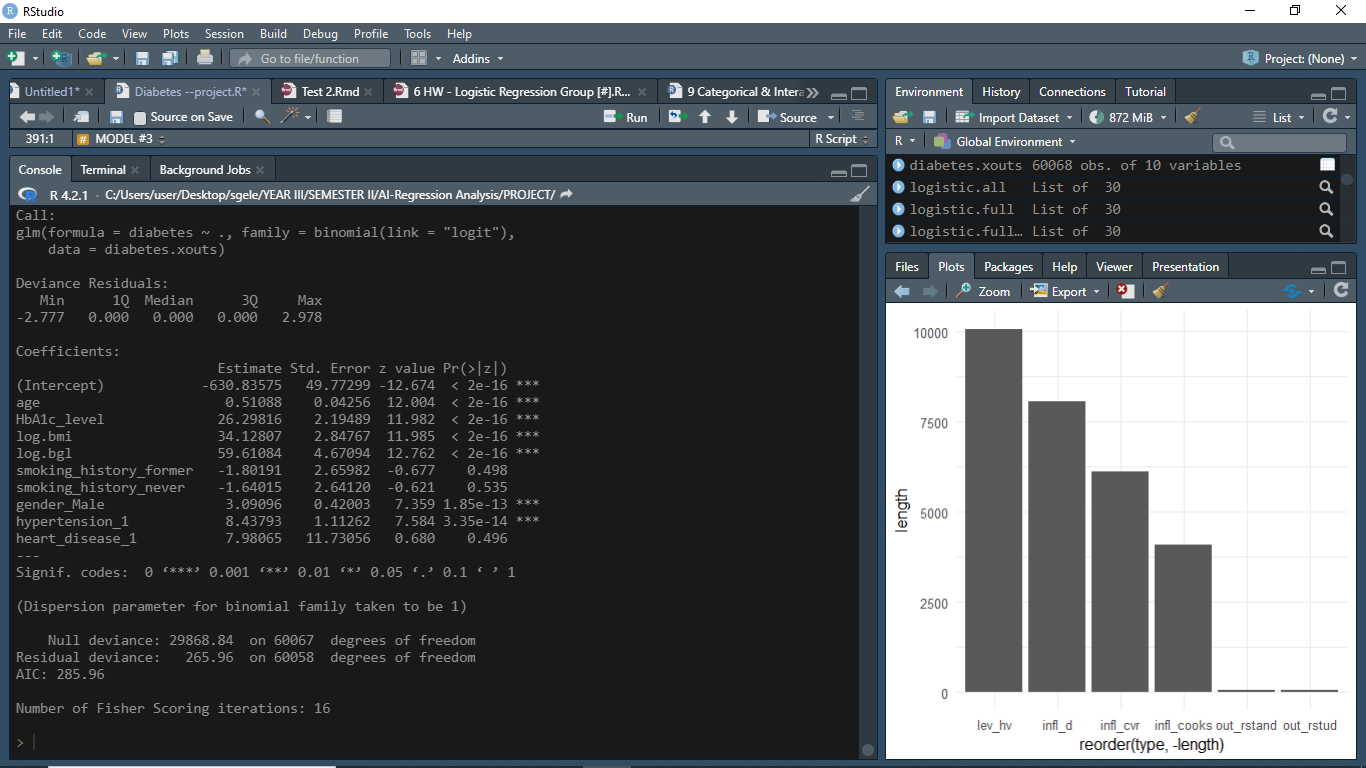 RStudio
File Edit Code View Plots Session Build Debug Profile Tools Help
Go to file/function
Addins
Project: (None)
Untitled1*
Diabetes --project.R*
Test 2.Rmd
6 HW - Logistic Regression Group [#].R...
9 Categorical & Intera
Source on Save
Run
Source
391:1
MODEL #3
R Script
Console
Terminal
Background Jobs
R 4.2.1 · C:/Users/user/Desktop/sgele/YEAR III/SEMESTER II/AI-Regression Analysis/PROJECT/
Call:
glm(formula = diabetes ~ ., family = binomial(link = "logit"),
    data = diabetes.xouts)
Deviance Residuals:
   Min      1Q  Median      3Q     Max
-2.777   0.000   0.000   0.000   2.978
Coefficients:
                         Estimate Std. Error z value Pr(>|z|)
(Intercept)            -630.83575   49.77299 -12.674  < 2e-16 ***
age                       0.51088    0.04256  12.004  < 2e-16 ***
HbA1c_level              26.29816    2.19489  11.982  < 2e-16 ***
log.bmi                  34.12807    2.84767  11.985  < 2e-16 ***
log.bgl                  59.61084    4.67094  12.762  < 2e-16 ***
smoking_history_former   -1.80191    2.65982  -0.677    0.498
smoking_history_never    -1.64015    2.64120  -0.621    0.535
gender_Male               3.09096    0.42003   7.359 1.85e-13 ***
hypertension_1            8.43793    1.11262   7.584 3.35e-14 ***
heart_disease_1           7.98065   11.73056   0.680    0.496
---
Signif. codes:  0 ‘***’ 0.001 ‘**’ 0.01 ‘*’ 0.05 ‘.’ 0.1 ‘ ’ 1
(Dispersion parameter for binomial family taken to be 1)
    Null deviance: 29868.84  on 60067  degrees of freedom
Residual deviance:   265.96  on 60058  degrees of freedom
AIC: 285.96
Number of Fisher Scoring iterations: 16
>
Environment
History
Connections
Tutorial
Import Dataset
872 MiB
List
R
Global Environment
diabetes.xouts 60068 obs. of 10 variables
logistic.all List of 30
logistic.full List of 30
logistic.full… List of 30
Files
Plots
Packages
Help
Viewer
Presentation
Zoom
Export
10000
7500
5000
2500
0
length
lev_hv infl_d infl_cvr infl_cooks out_rstand out_rstud
reorder(type, -length)